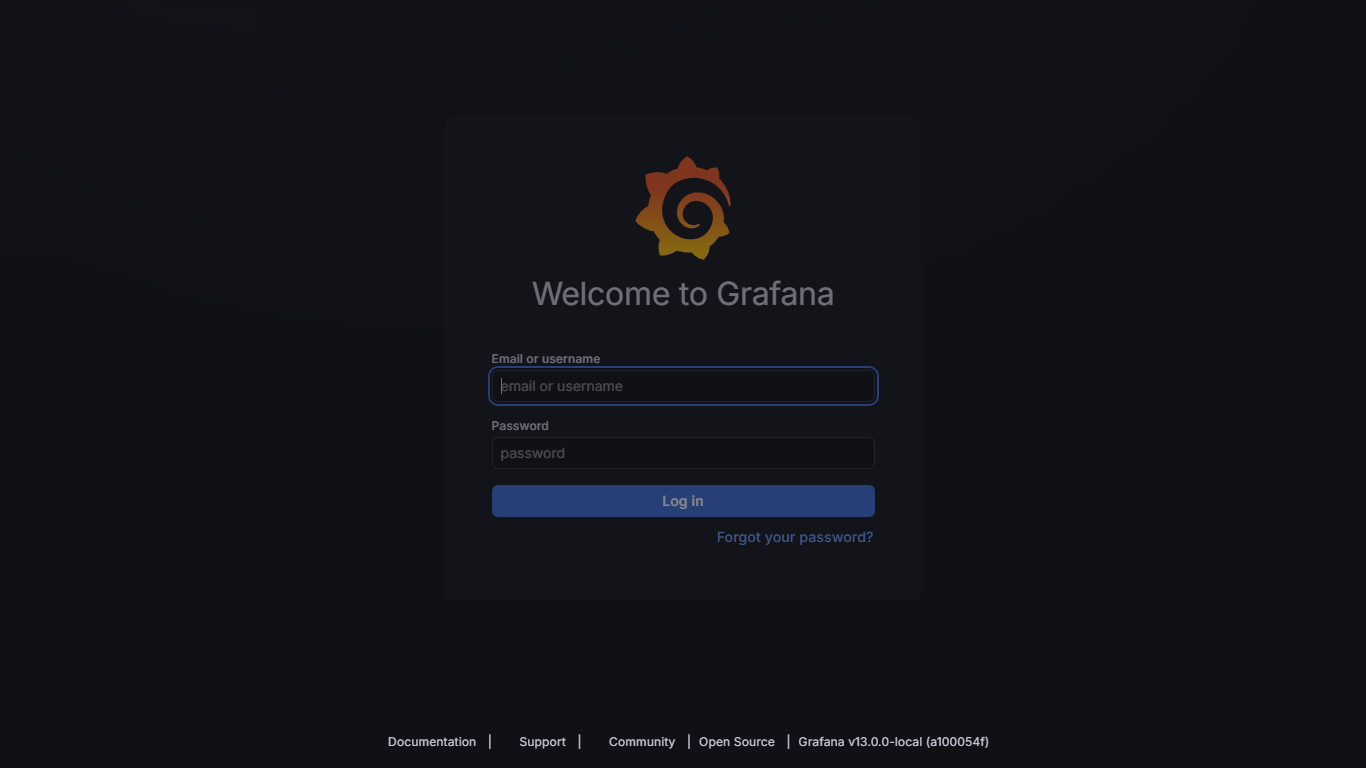 Welcome to Grafana
Email or username
email or username
Password
password
Log in
Forgot your password?
Documentation | Support | Community | Open Source | Grafana v13.0.0-local (a100054f)